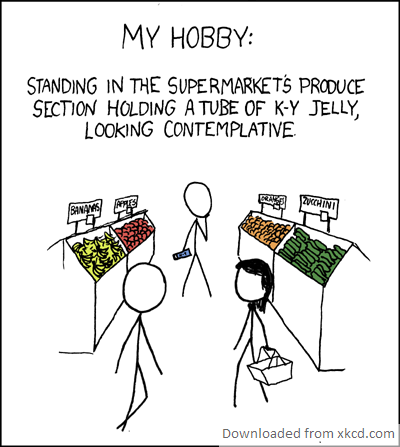 MY HOBBY:
STANDING IN THE SUPERMARKET'S PRODUCE
SECTION HOLDING A TUBE OF K-Y JELLY,
LOOKING CONTEMPLATIVE.
BANANAS
APPLES
ORANGES
ZUCCHINI
Downloaded from xkcd.com